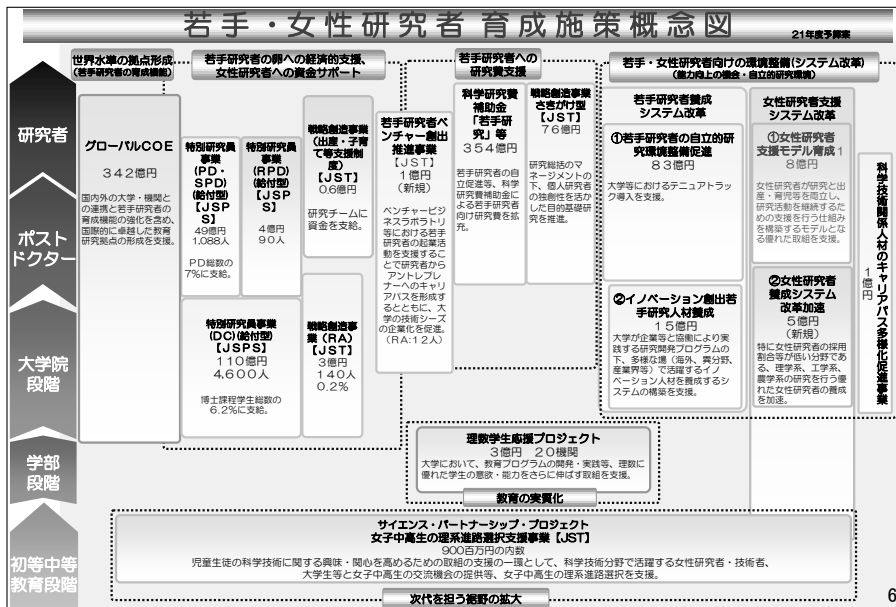 若手・女性研究者 育成施策概念図
21年度予算案
世界水準の拠点形成
(若手研究者の育成機能)
若手研究者の卵への経済的支援、
女性研究者への資金サポート
若手研究者への
研究費支援
若手・女性研究者向けの環境整備(システム改革)
(能力向上の機会・自立的研究環境)
研究者
ポスト
ドクター
大学院
段階
学部
段階
初等中等
教育段階
グローバルCOE
342億円
国内外の大学・機関と
の連携と若手研究者の
育成機能の強化を含め、
国際的に卓越した教育
研究拠点の形成を支援。
特別研究員
事業
(PD・
SPD)
(給付型)
【JSP
S】
49億円
1,088人
PD総数の
7%に支給。
特別研究員
事業
(RPD)
(給付型)
【JSP
S】
4億円
90人
戦略創造事業
(出産・子育
て等支援制
度)
【JST】
0.6億円
研究チームに
資金を支給。
特別研究員事業
(DC)(給付型)
【JSPS】
110億円
4,600人
博士課程学生総数の
6.2%に支給。
戦略創造事
業(RA)
【JST】
3億円
140人
0.2%
若手研究者ベ
ンチャー創出
推進事業
【JST】
1億円
(新規)
ベンチャービジ
ネスラボラトリ
等における若手
研究者の起業活
動を支援するこ
とで研究者から
アントレプレ
ナーへのキャリ
アパスを形成す
るとともに、大
学の技術シーズ
の企業化を促進。
(RA:12人)
科学研究費
補助金
「若手研
究」等
354億円
若手研究者の自
立促進等、科学
研究費補助金に
よる若手研究者
向け研究費を拡
充。
戦略創造事業
さきがけ型
【JST】
76億円
研究総括のマ
ネージメントの
下、個人研究者
の独創性を活か
した目的基礎研
究を推進。
若手研究者養成
システム改革
①若手研究者の自立的研
究環境整備促進
83億円
大学等におけるテニュアトラッ
ク導入を支援。
②イノベーション創出若
手研究人材養成
15億円
大学が企業等と協働により実
践する研究開発プログラムの
下、多様な場(海外、異分野、
産業界等)で活躍するイノ
ベーション人材を養成するシス
テムの構築を支援。
女性研究者支援
システム改革
①女性研究者
支援モデル育成1
8億円
女性研究者が研究と出
産・育児等を両立し、
研究活動を継続するた
めの支援を行う仕組み
を構築するモデルとな
る優れた取組を支援。
②女性研究者
養成システム
改革加速
5億円
(新規)
特に女性研究者の採用
割合等が低い分野であ
る、理学系、工学系、
農学系の研究を行う優
れた女性研究者の養成
を加速。
科学技術関係人材のキャリアパス多様化促進事業
1億円
理数学生応援プロジェクト
3億円 20機関
大学において、教育プログラムの開発・実践等、理数に
優れた学生の意欲・能力をさらに伸ばす取組を支援。
教育の実質化
サイエンス・パートナーシップ・プロジェクト
女子中高生の理系進路選択支援事業【JST】
900百万円の内数
児童生徒の科学技術に関する興味・関心を高めるための取組の支援の一環として、科学技術分野で活躍する女性研究者・技術者、
大学生等と女子中高生の交流機会の提供等、女子中高生の理系進路選択を支援。
次代を担う裾野の拡大
6